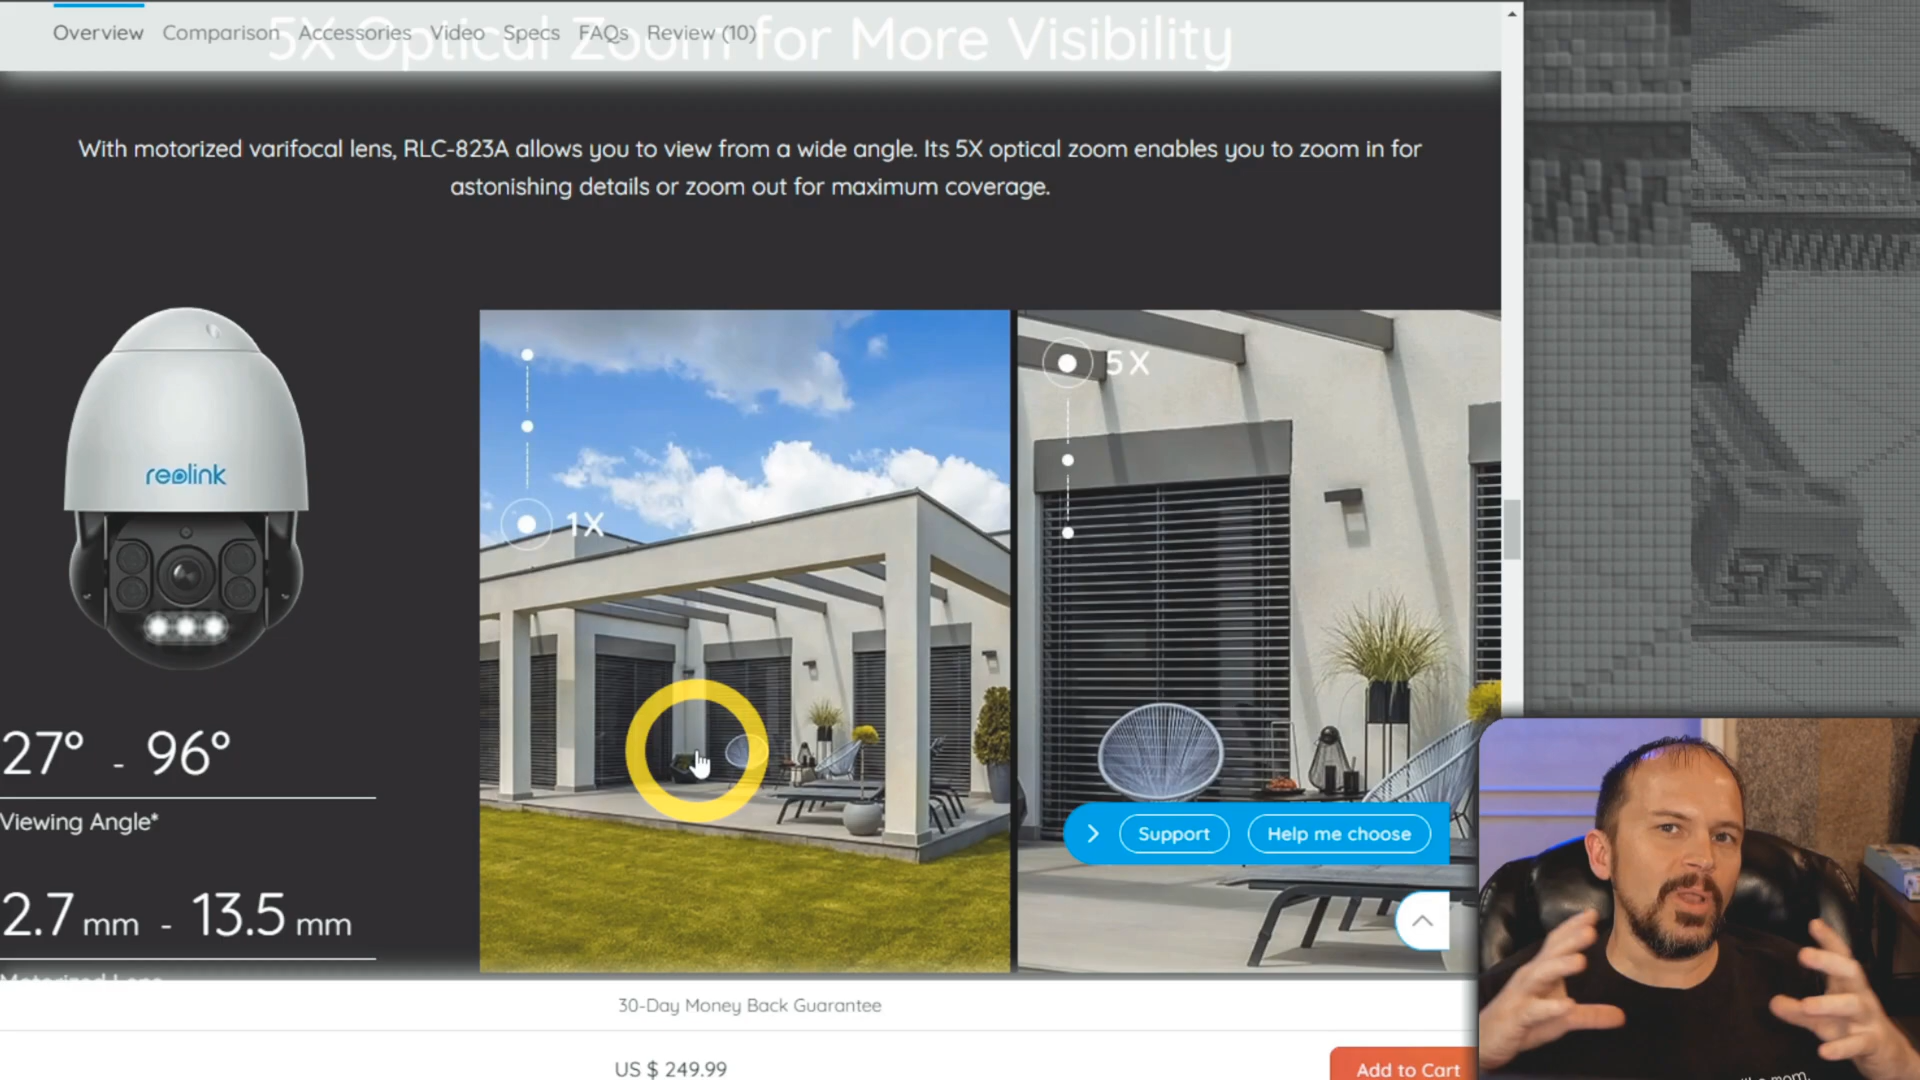 Overview Comparison Accessories Video Specs FAQs Review (10)
5X Optical Zoom for More Visibility
With motorized varifocal lens, RLC-823A allows you to view from a wide angle. Its 5X optical zoom enables you to zoom in for
astonishing details or zoom out for maximum coverage.
reolink
1X
5X
27° - 96°
Viewing Angle*
2.7 mm - 13.5 mm
Motorized Lens
Support
Help me choose
30-Day Money Back Guarantee
US $ 249.99
Add to Cart